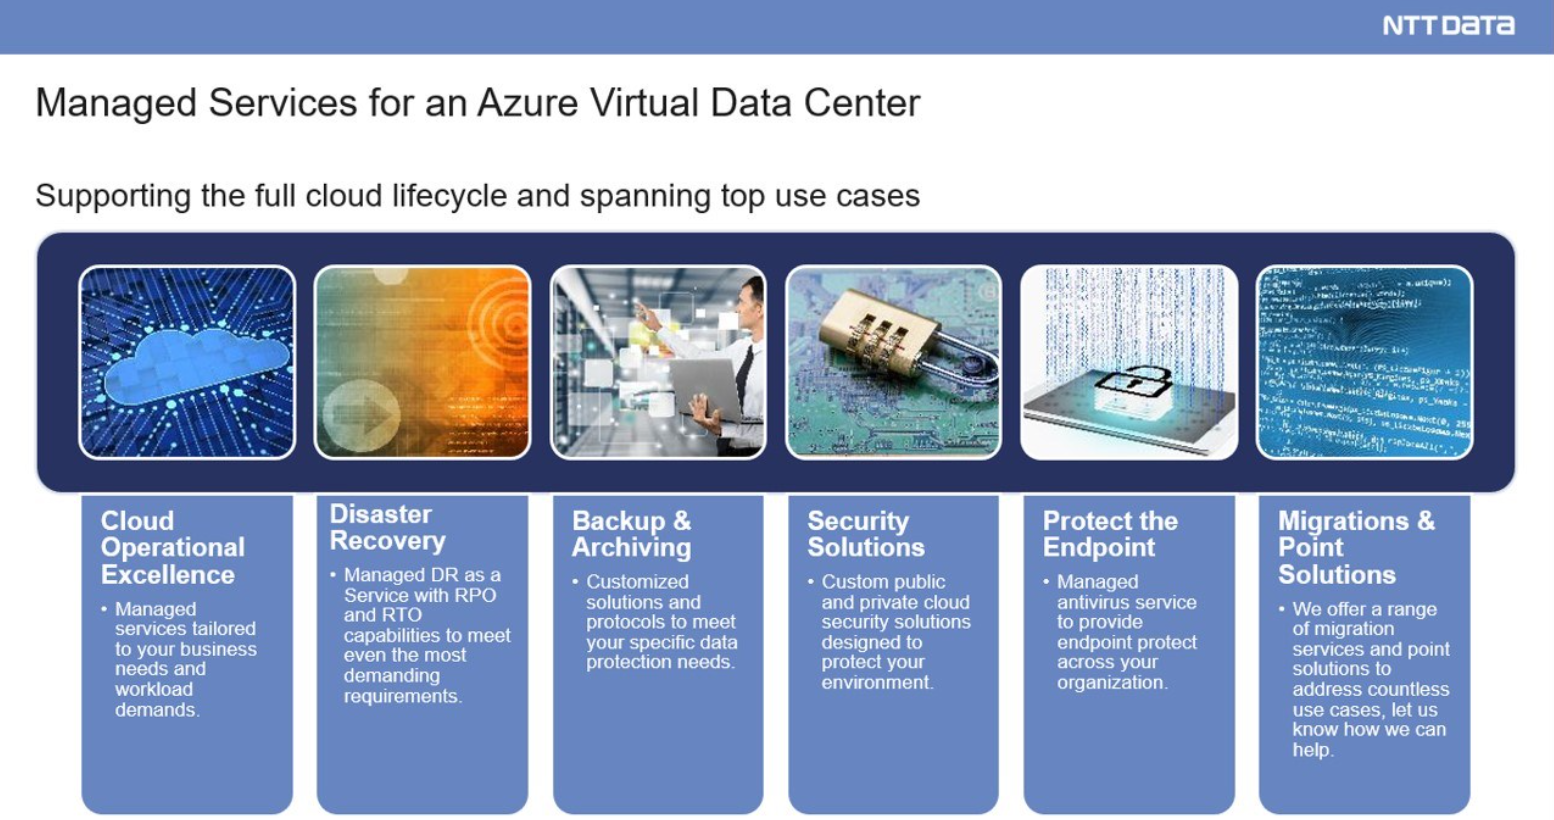 NTT DATA
Managed Services for an Azure Virtual Data Center
Supporting the full cloud lifecycle and spanning top use cases
Cloud
Operational
Excellence
• Managed
services tailored
to your business
needs and
workload
demands.
Disaster
Recovery
• Managed DR as a
Service with RPO
and RTO
capabilities to meet
even the most
demanding
requirements.
Backup &
Archiving
• Customized
solutions and
protocols to meet
your specific data
protection needs.
Security
Solutions
• Custom public
and private cloud
security solutions
designed to
protect your
environment.
Protect the
Endpoint
• Managed
antivirus service
to provide
endpoint protect
across your
organization.
Migrations &
Point
Solutions
• We offer a range
of migration
services and point
solutions to
address countless
use cases, let us
know how we can
help.